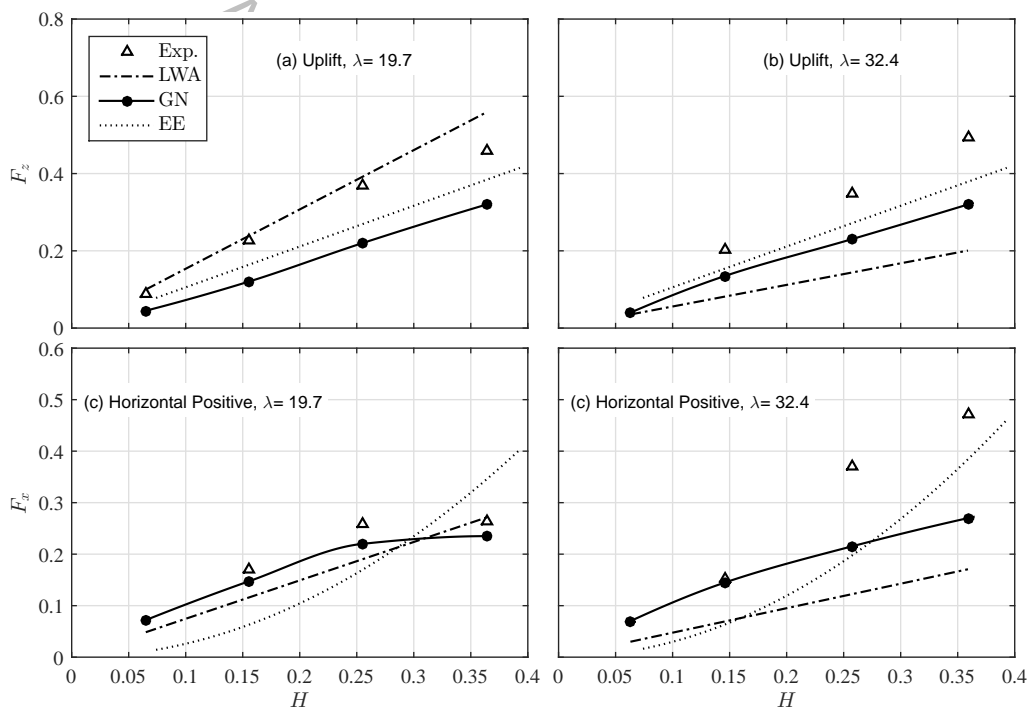 0.8
0.6
0.4
0.2
0
F_z
Exp.
LWA
GN
EE
(a) Uplift, λ= 19.7
(b) Uplift, λ= 32.4
0.6
0.5
0.4
0.3
0.2
0.1
0
F_x
(c) Horizontal Positive, λ= 19.7
(c) Horizontal Positive, λ= 32.4
0 0.05 0.1 0.15 0.2 0.25 0.3 0.35 0.4
0 0.05 0.1 0.15 0.2 0.25 0.3 0.35 0.4
H
H